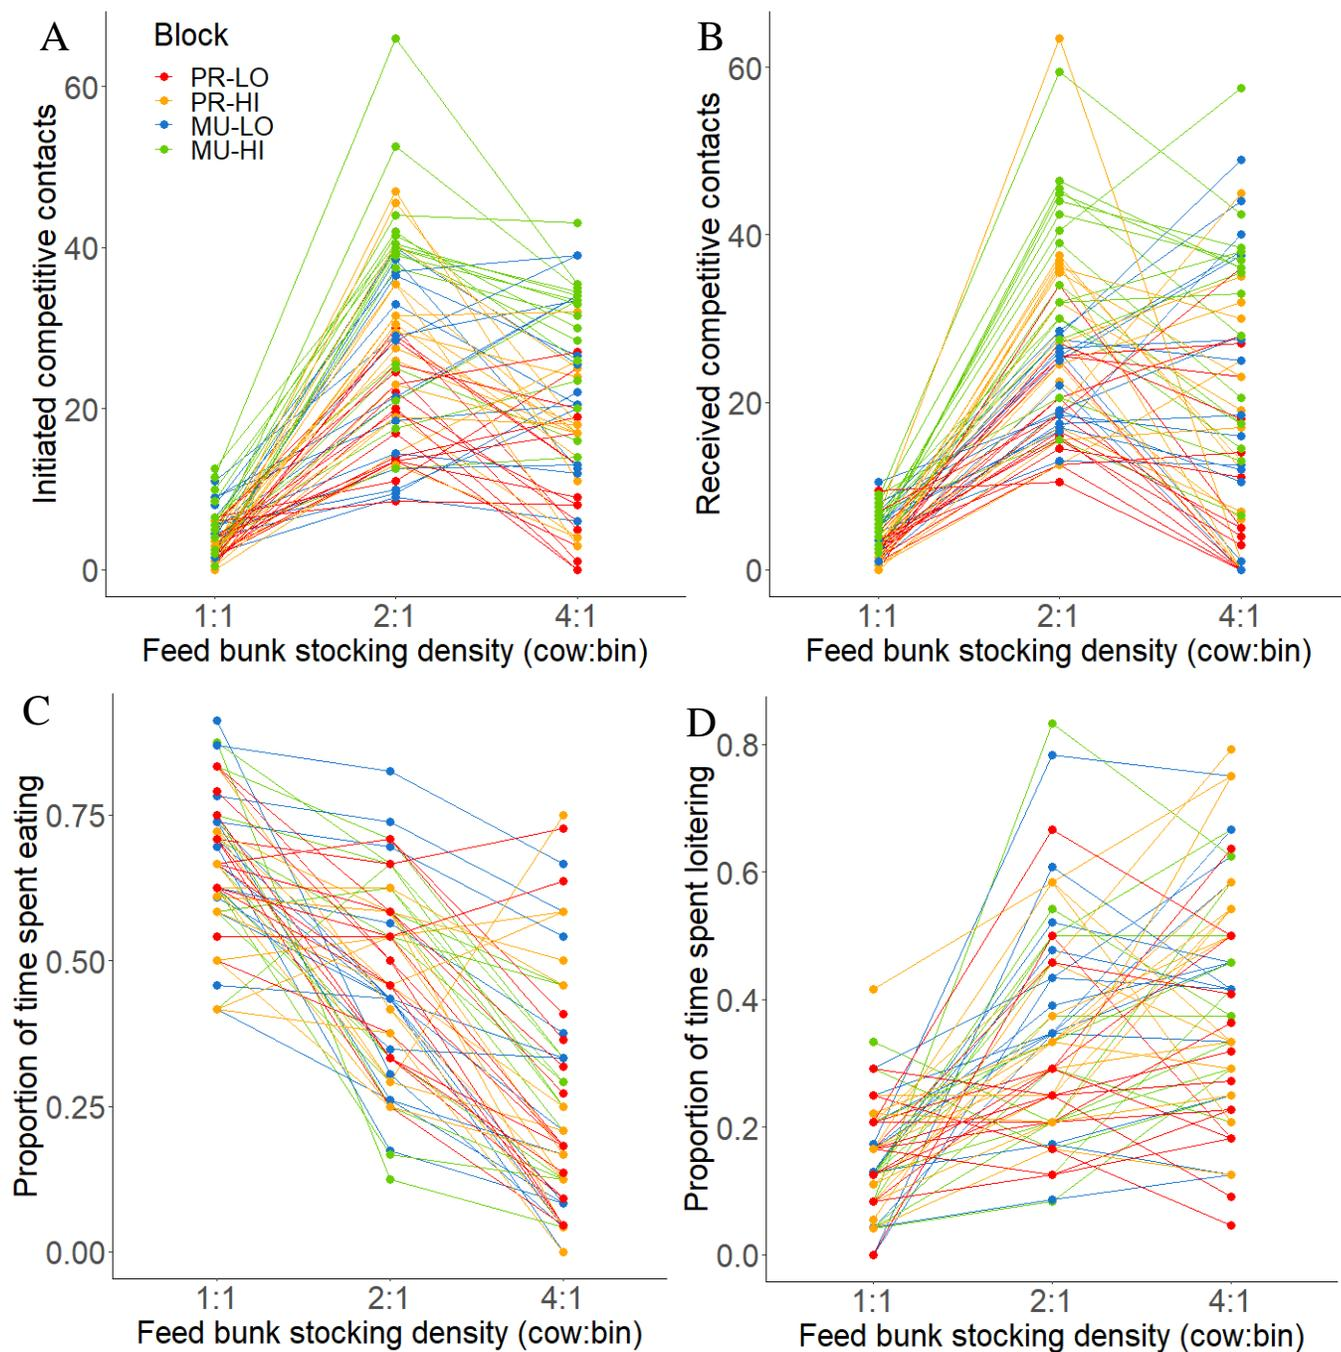 A
Block
PR-LO
PR-HI
MU-LO
MU-HI
Initiated competitive contacts
60
40
20
0
1:1
2:1
4:1
Feed bunk stocking density (cow:bin)
B
Received competitive contacts
60
40
20
0
1:1
2:1
4:1
Feed bunk stocking density (cow:bin)
C
Proportion of time spent eating
0.75
0.50
0.25
0.00
1:1
2:1
4:1
Feed bunk stocking density (cow:bin)
D
Proportion of time spent loitering
0.8
0.6
0.4
0.2
0.0
1:1
2:1
4:1
Feed bunk stocking density (cow:bin)